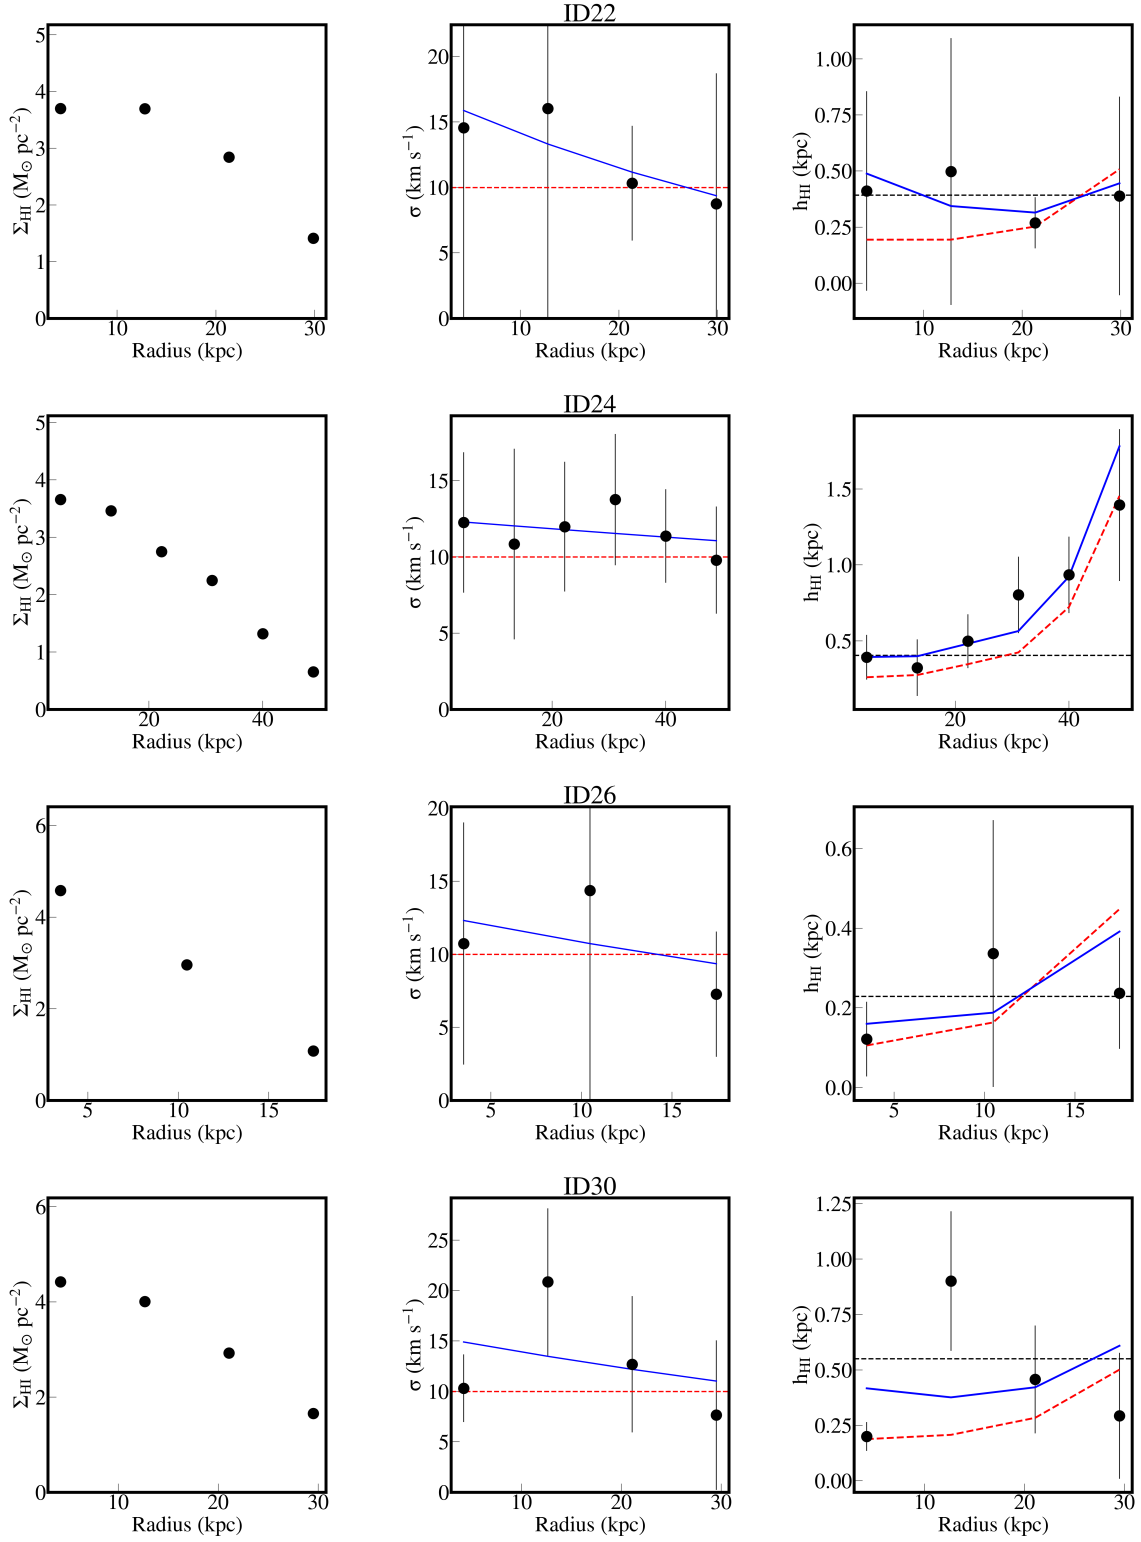 ID22
5
4
3
2
1
0
10 20 30
Σ_HI (M⊙ pc⁻²)
Radius (kpc)
20
15
10
5
0
10 20 30
σ (km s⁻¹)
Radius (kpc)
1.00
0.75
0.50
0.25
0.00
10 20 30
h_HI (kpc)
Radius (kpc)
ID24
5
4
3
2
1
0
20 40
Σ_HI (M⊙ pc⁻²)
Radius (kpc)
15
10
5
0
20 40
σ (km s⁻¹)
Radius (kpc)
1.5
1.0
0.5
20 40
h_HI (kpc)
Radius (kpc)
ID26
6
4
2
0
5 10 15
Σ_HI (M⊙ pc⁻²)
Radius (kpc)
20
15
10
5
0
5 10 15
σ (km s⁻¹)
Radius (kpc)
0.6
0.4
0.2
0.0
5 10 15
h_HI (kpc)
Radius (kpc)
ID30
6
4
2
0
10 20 30
Σ_HI (M⊙ pc⁻²)
Radius (kpc)
25
20
15
10
5
0
10 20 30
σ (km s⁻¹)
Radius (kpc)
1.25
1.00
0.75
0.50
0.25
0.00
10 20 30
h_HI (kpc)
Radius (kpc)